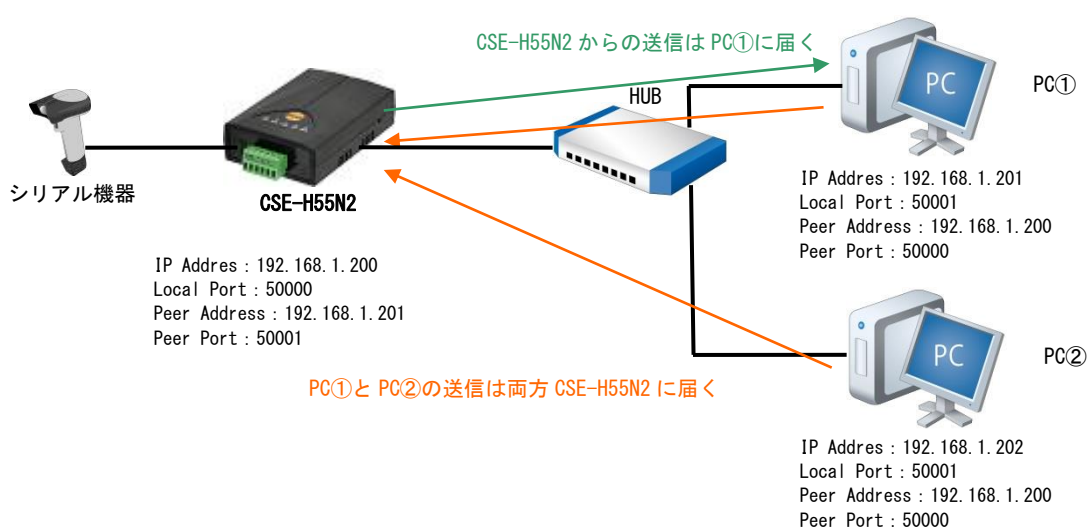 CSE-H55N2 からの送信は PC①に届く
HUB
PC
PC①
シリアル機器
CSE-H55N2
IP Addres：192.168.1.201
Local Port：50001
Peer Address：192.168.1.200
Peer Port：50000
IP Addres：192.168.1.200
Local Port：50000
Peer Address：192.168.1.201
Peer Port：50001
PC
PC②
PC①と PC②の送信は両方 CSE-H55N2 に届く
IP Addres：192.168.1.202
Local Port：50001
Peer Address：192.168.1.200
Peer Port：50000